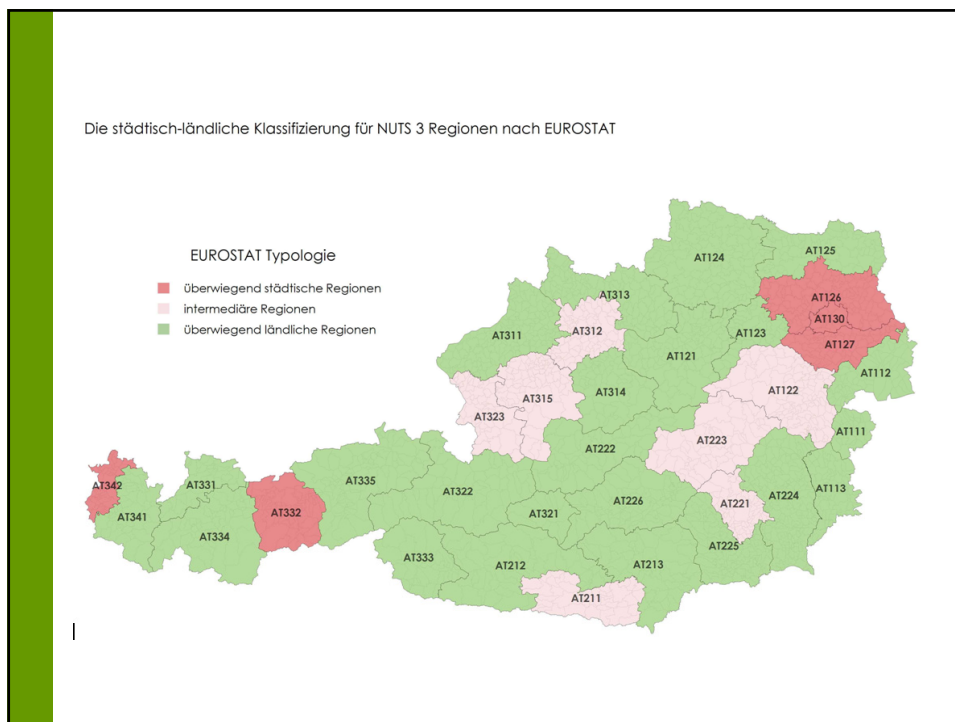 Die städtisch-ländliche Klassifizierung für NUTS 3 Regionen nach EUROSTAT
EUROSTAT Typologie
überwiegend städtische Regionen
intermediäre Regionen
überwiegend ländliche Regionen
AT124
AT125
AT126
AT313
AT130
AT312
AT311
AT123
AT127
AT121
AT112
AT314
AT122
AT315
AT323
AT111
AT223
AT222
AT335
AT342
AT331
AT322
AT226
AT224
AT113
AT221
AT332
AT321
AT341
AT334
AT225
AT333
AT212
AT213
AT211